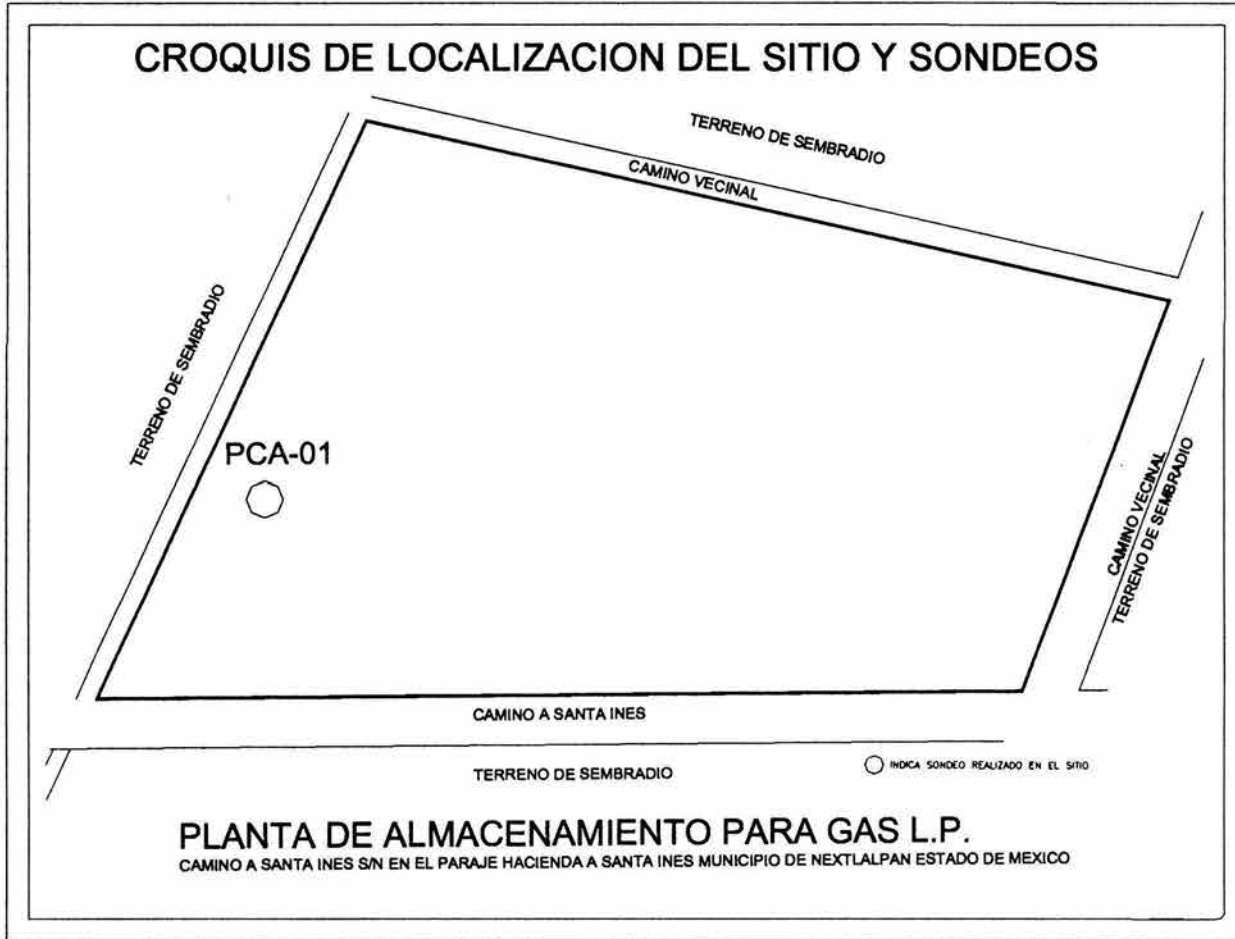 CROQUIS DE LOCALIZACION DEL SITIO Y SONDEOS
TERRENO DE SEMBRADIO
CAMINO VECINAL
TERRENO DE SEMBRADIO
PCA-01
CAMINO VECINAL
TERRENO DE SEMBRADIO
CAMINO A SANTA INES
TERRENO DE SEMBRADIO
INDICA SONDEO REALIZADO EN EL SITIO
PLANTA DE ALMACENAMIENTO PARA GAS L.P.
CAMINO A SANTA INES S/N EN EL PARAJE HACIENDA A SANTA INES MUNICIPIO DE NEXTLALPAN ESTADO DE MEXICO